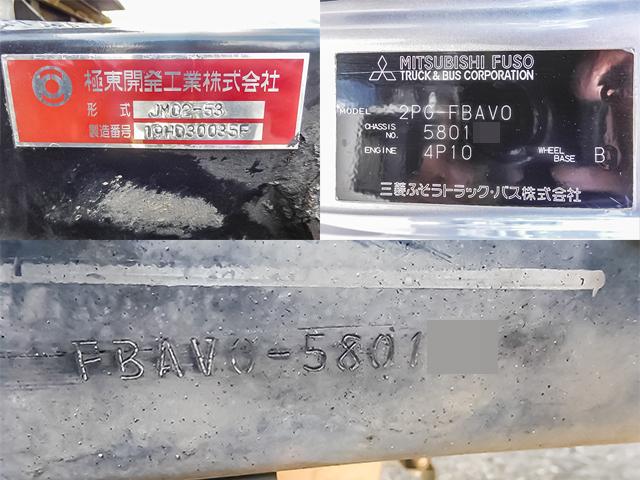 極東開発工業株式会社
形式 JM02-53
製造番号
MITSUBISHI FUSO
TRUCK & BUS CORPORATION
MODEL 2PG-FBAV0
CHASSIS NO. 5801
ENGINE 4P10 WHEEL BASE B
三菱ふそうトラック・バス株式会社
FBAV0-5801